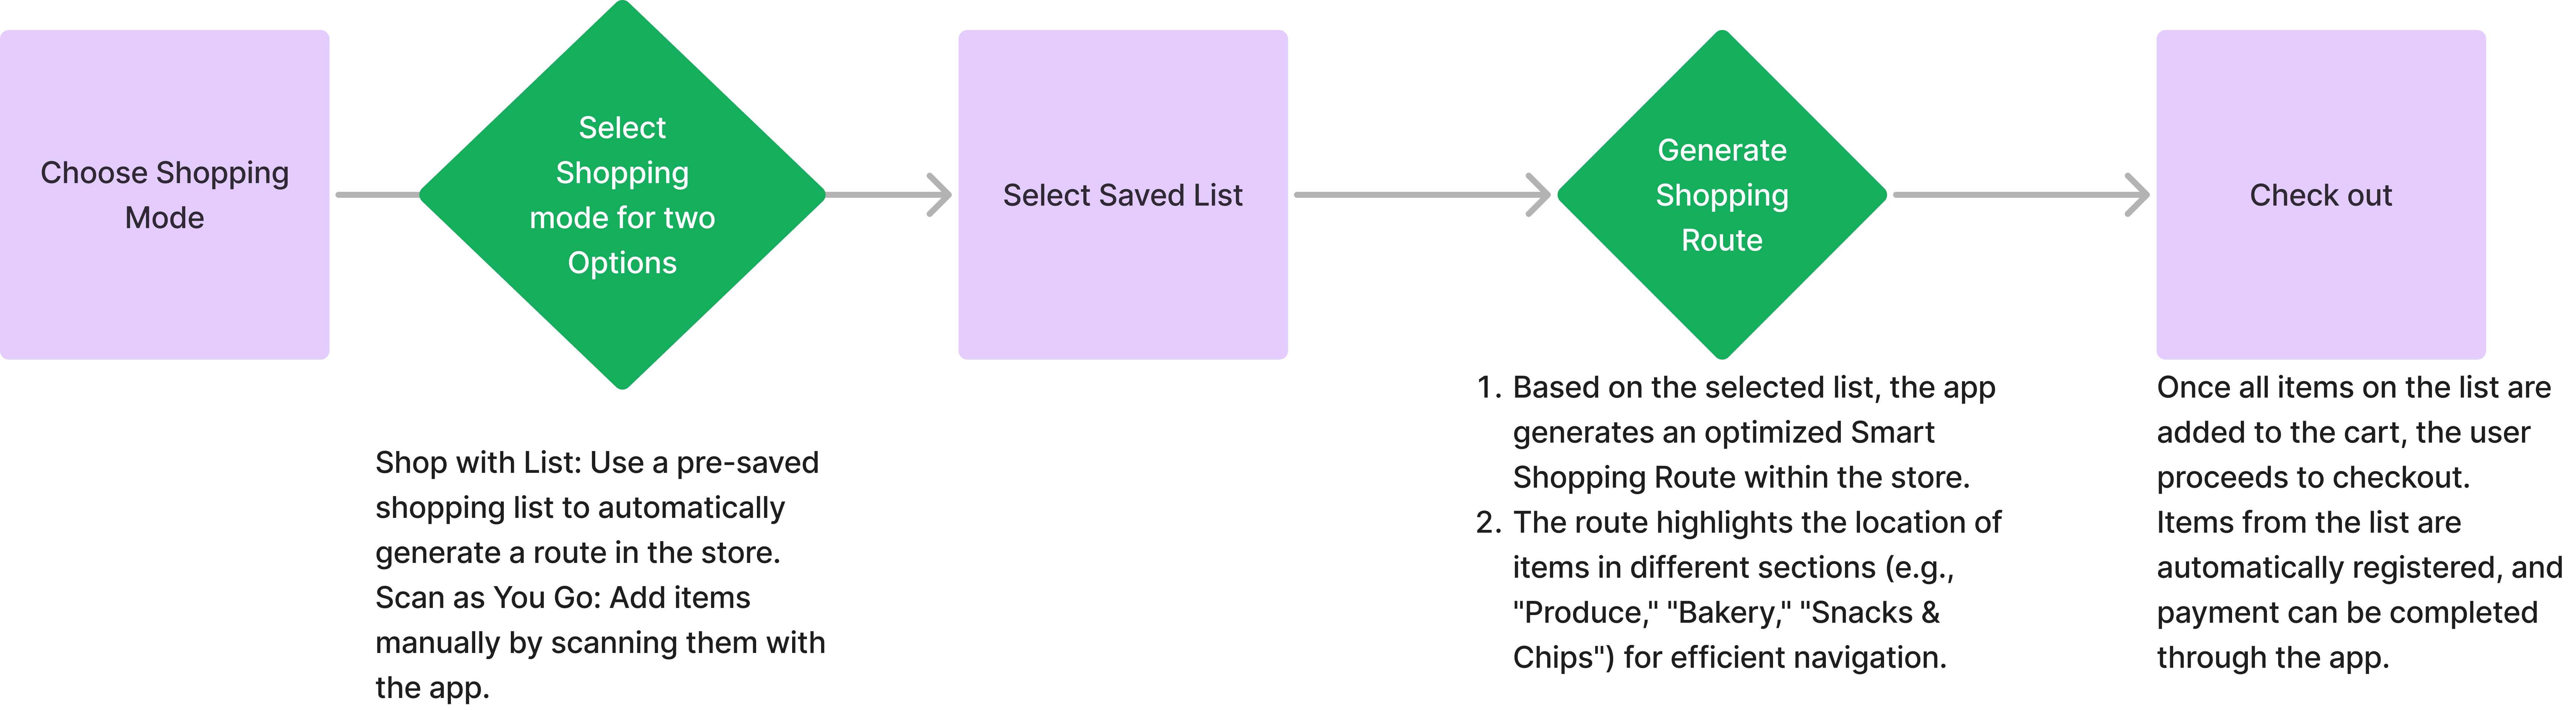 Choose Shopping
Mode
Select
Shopping
mode for two
Options
Select Saved List
Generate
Shopping
Route
Check out
Shop with List: Use a pre-saved
shopping list to automatically
generate a route in the store.
Scan as You Go: Add items
manually by scanning them with
the app.
1. Based on the selected list, the app
generates an optimized Smart
Shopping Route within the store.
2. The route highlights the location of
items in different sections (e.g.,
"Produce," "Bakery," "Snacks &
Chips") for efficient navigation.
Once all items on the list are
added to the cart, the user
proceeds to checkout.
Items from the list are
automatically registered, and
payment can be completed
through the app.